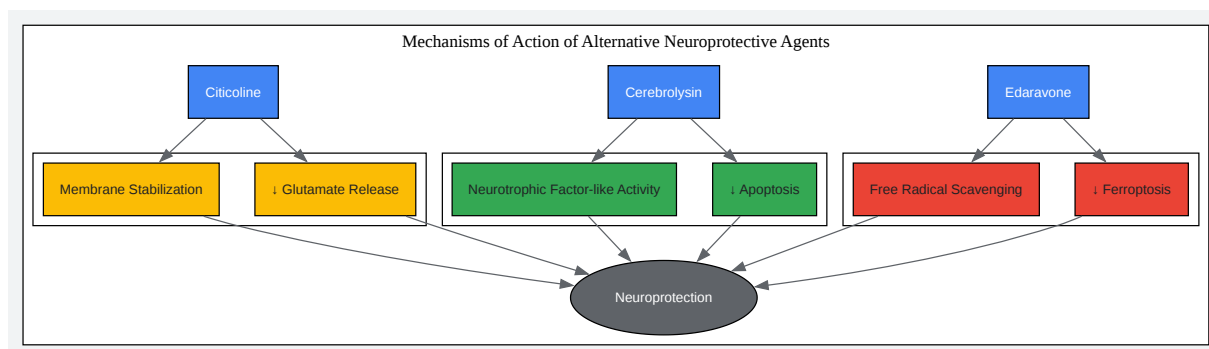 Mechanisms of Action of Alternative Neuroprotective Agents
Citicoline
Cerebrolysin
Edaravone
Membrane Stabilization
↓ Glutamate Release
Neurotrophic Factor-like Activity
↓ Apoptosis
Free Radical Scavenging
↓ Ferroptosis
Neuroprotection